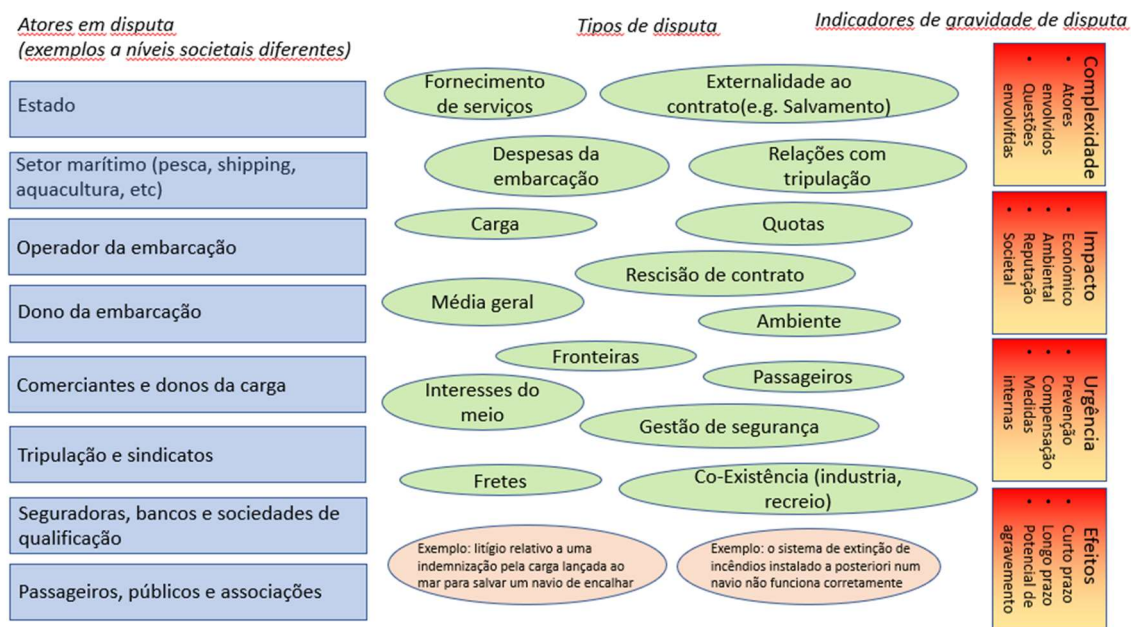 Atores em disputa
(exemplos a níveis societais diferentes)
Estado
Setor marítimo (pesca, shipping,
aquacultura, etc)
Operador da embarcação
Dono da embarcação
Comerciantes e donos da carga
Tripulação e sindicatos
Seguradoras, bancos e sociedades de
qualificação
Passageiros, públicos e associações
Tipos de disputa
Fornecimento
de serviços
Externalidade ao
contrato(e.g. Salvamento)
Despesas da
embarcação
Relações com
tripulação
Carga
Quotas
Rescisão de contrato
Média geral
Ambiente
Fronteiras
Passageiros
Interesses do
meio
Gestão de segurança
Fretes
Co-Existência (industria,
recreio)
Exemplo: litígio relativo a uma
indemnização pela carga lançada ao
mar para salvar um navio de encalhar
Exemplo: o sistema de extinção de
incêndios instalado a posteriori num
navio não funciona corretamente
Indicadores de gravidade de disputa
Complexidade
• Atores
envolvidos
• Questões
envolvifdas
Impacto
• Económico
• Ambiental
• Reputação
• Societal
Urgência
• Prevenção
• Compensação
• Medidas
internas
Efeitos
• Curto prazo
• Longo prazo
• Potencial de
agravemento